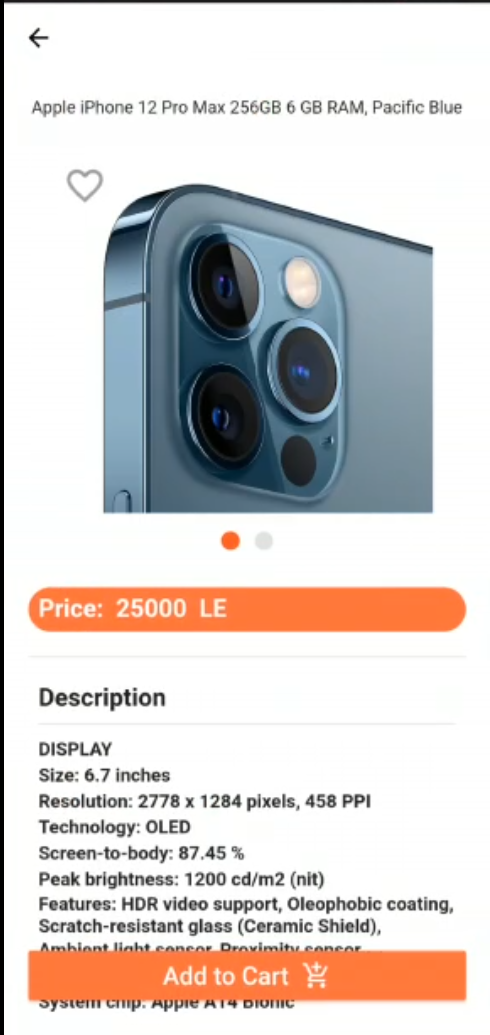 Apple iPhone 12 Pro Max 256GB 6 GB RAM, Pacific Blue
Price: 25000 LE
Description
DISPLAY
Size: 6.7 inches
Resolution: 2778 x 1284 pixels, 458 PPI
Technology: OLED
Screen-to-body: 87.45 %
Peak brightness: 1200 cd/m2 (nit)
Features: HDR video support, Oleophobic coating,
Scratch-resistant glass (Ceramic Shield),
Ambient light sensor, Proximity sensor
Add to Cart
System chip: Apple A14 Bionic